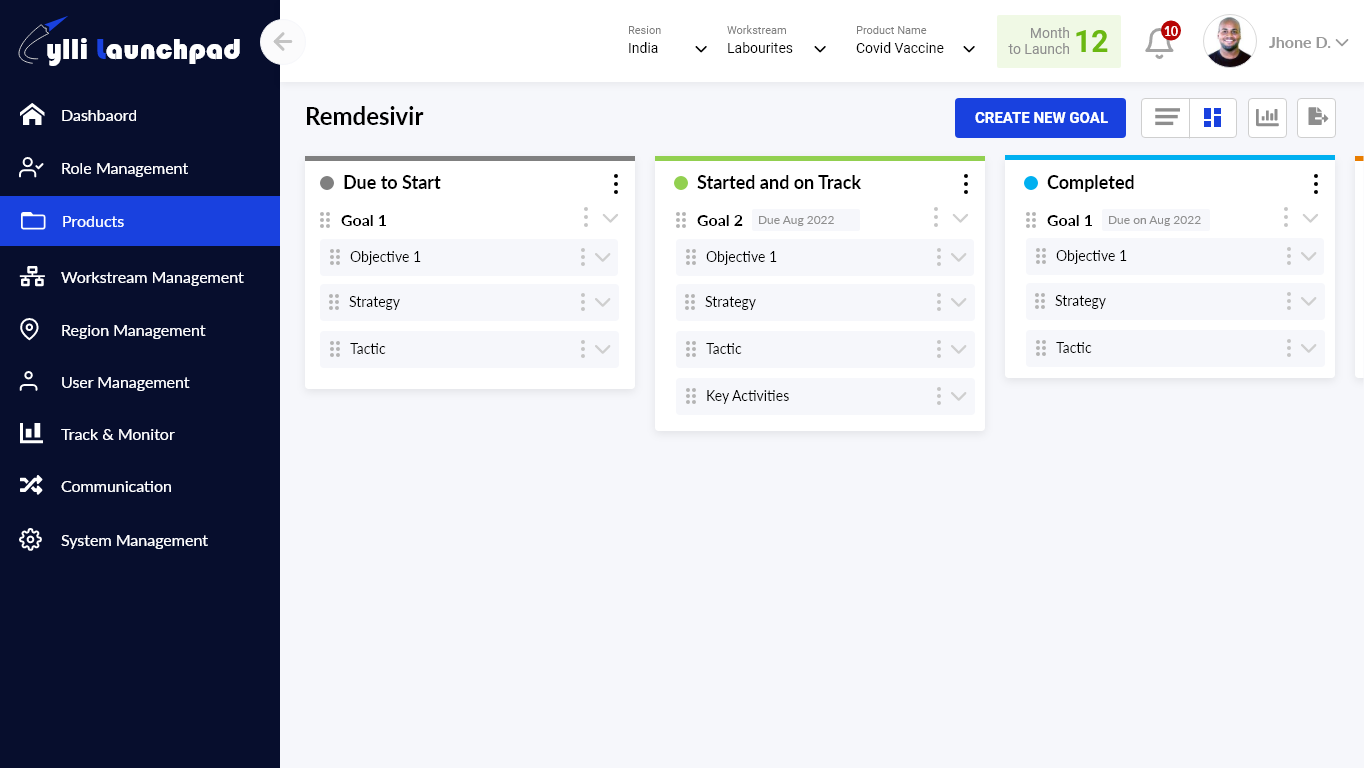 Cylli Launchpad
Dashbaord
Role Management
Products
Workstream Management
Region Management
User Management
Track & Monitor
Communication
System Management
Resion
India
Workstream
Labourites
Product Name
Covid Vaccine
Month
to Launch
12
10
Jhone D.
Remdesivir
CREATE NEW GOAL
Due to Start
Goal 1
Objective 1
Strategy
Tactic
Started and on Track
Goal 2 Due Aug 2022
Objective 1
Strategy
Tactic
Key Activities
Completed
Goal 1 Due on Aug 2022
Objective 1
Strategy
Tactic